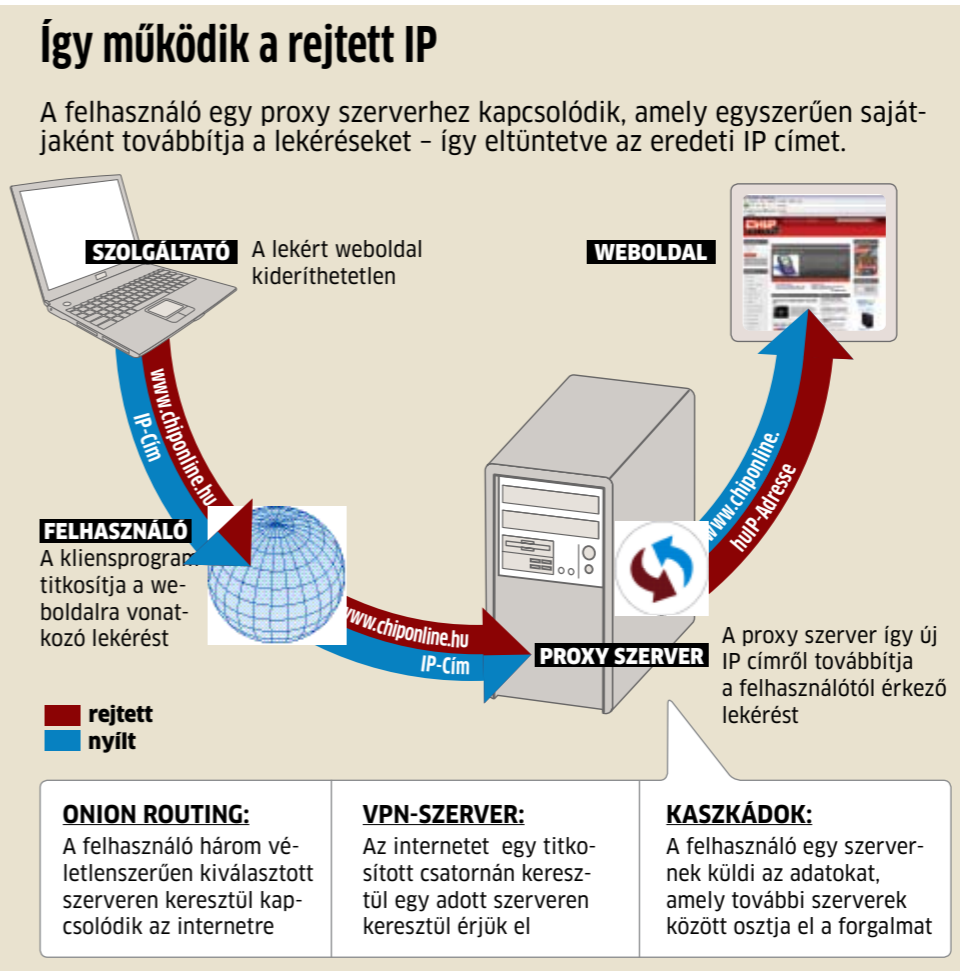 Így működik a rejtett IP
A felhasználó egy proxy szerverhez kapcsolódik, amely egyszerűen saját-
jaként továbbítja a lekéréseket – így eltüntetve az eredeti IP címet.
SZOLGÁLTATÓ
A lekért weboldal
kideríthetetlen
WEBOLDAL
CHIP
www.chiponline.hu
IP-Cím
FELHASZNÁLÓ
A kliensprogram
titkosítja a we-
boldalra vonat-
kozó lekérést
www.chiponline.hu
IP-Cím
www.chiponline.
huIP-Adresse
PROXY SZERVER
A proxy szerver így új
IP címről továbbítja
a felhasználótól érkező
lekérést
rejtett
nyílt
ONION ROUTING:
A felhasználó három vé-
letlenszerűen kiválasztott
szerveren keresztül kap-
csolódik az internetre
VPN-SZERVER:
Az internetet egy titko-
sított csatornán keresz-
tül egy adott szerveren
keresztül érjük el
KASZKÁDOK:
A felhasználó egy szerver-
nek küldi az adatokat,
amely további szerverek
között osztja el a forgalmat